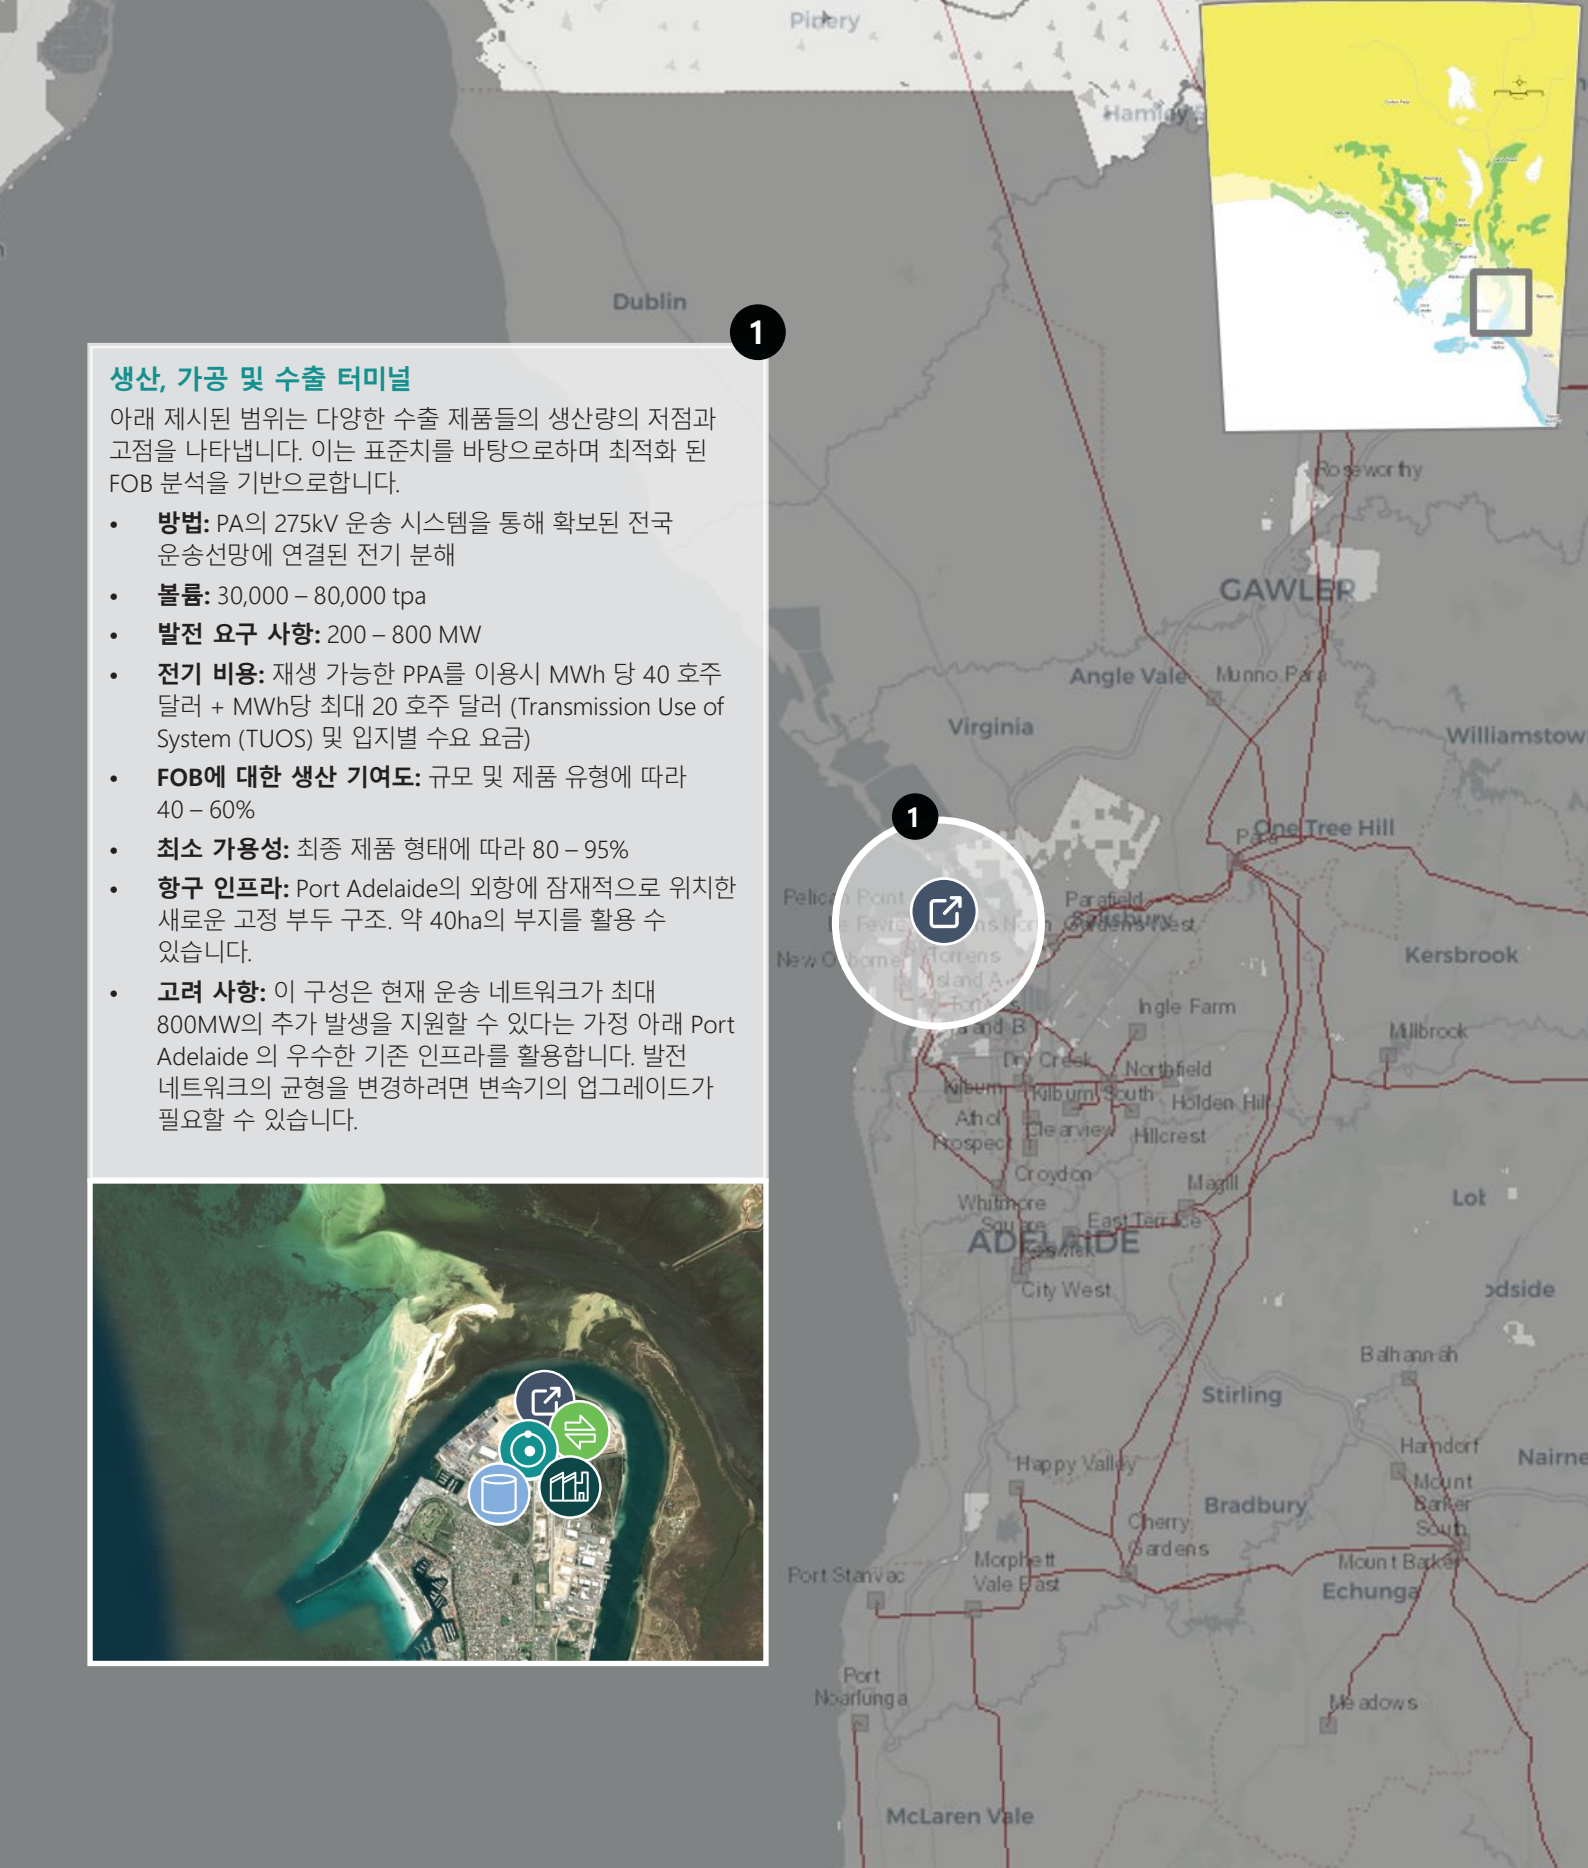 Pinery
Dublin
1
생산, 가공 및 수출 터미널
아래 제시된 범위는 다양한 수출 제품들의 생산량의 저점과
고점을 나타냅니다. 이는 표준치를 바탕으로하며 최적화 된
FOB 분석을 기반으로합니다.
• 방법: PA의 275kV 운송 시스템을 통해 확보된 전국
운송선망에 연결된 전기 분해
• 볼륨: 30,000 – 80,000 tpa
• 발전 요구 사항: 200 – 800 MW
• 전기 비용: 재생 가능한 PPA를 이용시 MWh 당 40 호주
달러 + MWh당 최대 20 호주 달러 (Transmission Use of
System (TUOS) 및 입지별 수요 요금)
• FOB에 대한 생산 기여도: 규모 및 제품 유형에 따라
40 – 60%
• 최소 가용성: 최종 제품 형태에 따라 80 – 95%
• 항구 인프라: Port Adelaide의 외항에 잠재적으로 위치한
새로운 고정 부두 구조. 약 40ha의 부지를 활용 수
있습니다.
• 고려 사항: 이 구성은 현재 운송 네트워크가 최대
800MW의 추가 발생을 지원할 수 있다는 가정 아래 Port
Adelaide 의 우수한 기존 인프라를 활용합니다. 발전
네트워크의 균형을 변경하려면 변속기의 업그레이드가
필요할 수 있습니다.
Roseworthy
GAWLER
Angle Vale
Munno Para
Virginia
Williamstow
1
One Tree Hill
Para
Pelican Point
Parafield
Gardens West
Salisbury
Kersbrook
Torrens
Island A
Ingle Farm
Millbrook
Dry Creek
Northfield
Kilburn
Kilburn South
Holden Hill
Athol
Clearview
Prospect
Hillcrest
Croydon
Magill
Whitmore
Square
East Terrace
Lob
ADELAIDE
Keswick
City West
odside
Balhannah
Stirling
Hahndorf
Nairne
Happy Valley
Mount
Barker
South
Bradbury
Cherry
Gardens
Morphett
Vale East
Mount Barker
Port Stanvac
Echunga
Port
Noarlunga
Meadows
McLaren Vale